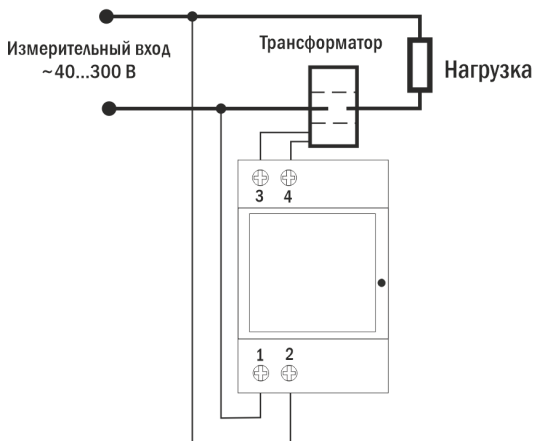 Измерительный вход
~40...300 В
Трансформатор
Нагрузка
3 4
1 2